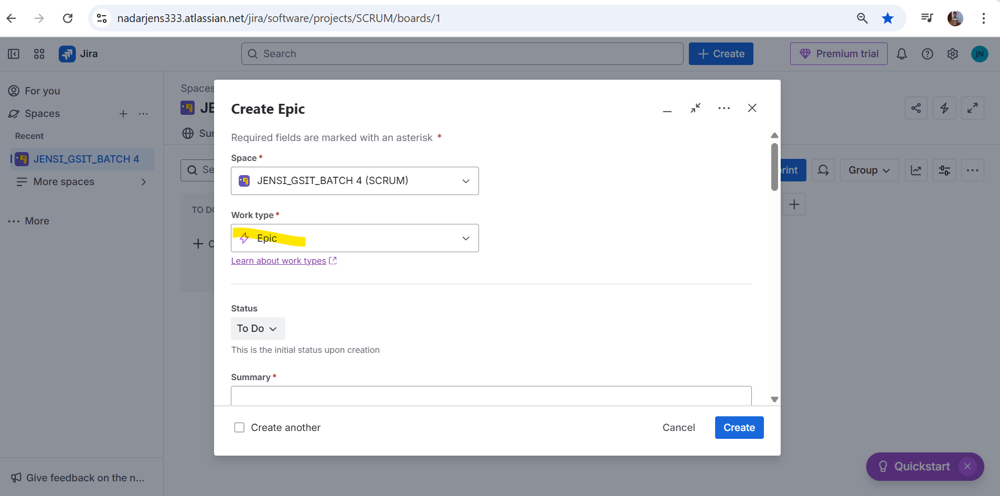 nadarjens333.atlassian.net/jira/software/projects/SCRUM/boards/1
Jira
Search
Create
Premium trial
JN
For you
Spaces
Recent
JENSI_GSIT_BATCH 4
More spaces
More
Give feedback on the n...
Spaces
JE
Sur
Se
TO DO
C
print
Group
Create Epic
Required fields are marked with an asterisk *
Space *
JENSI_GSIT_BATCH 4 (SCRUM)
Work type *
Epic
Learn about work types
Status
To Do
This is the initial status upon creation
Summary *
Create another
Cancel
Create
Quickstart